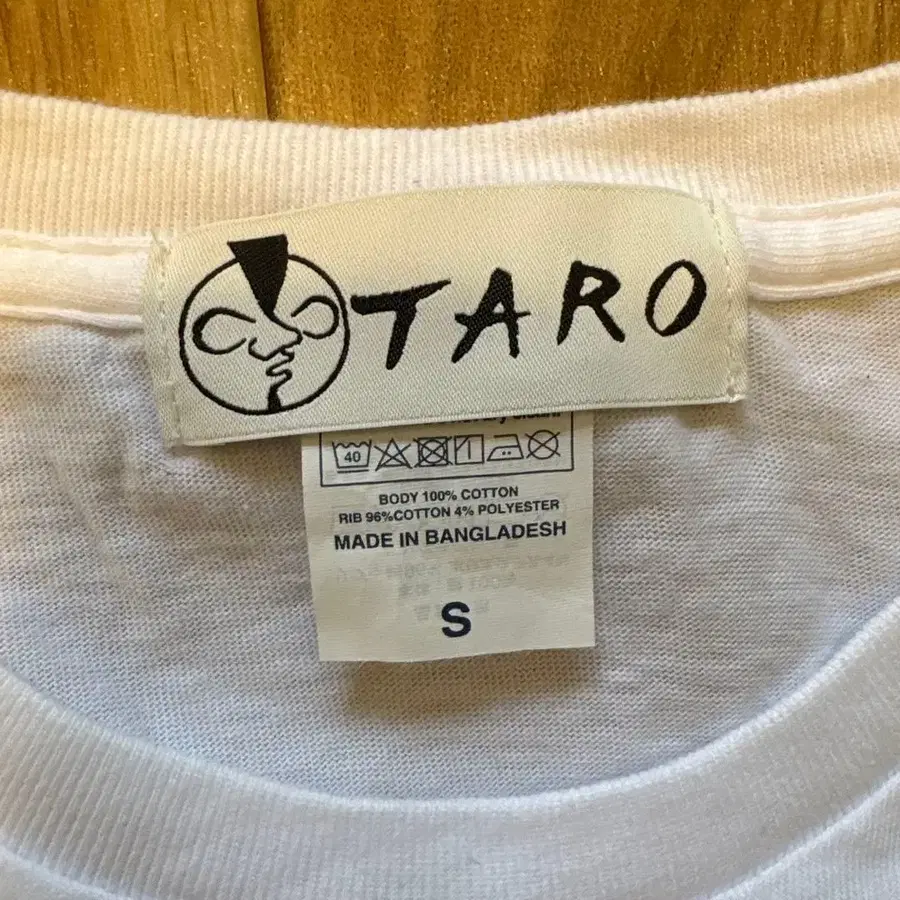 TARO
40
BODY 100% COTTON
RIB 96%COTTON 4% POLYESTER
MADE IN BANGLADESH
S